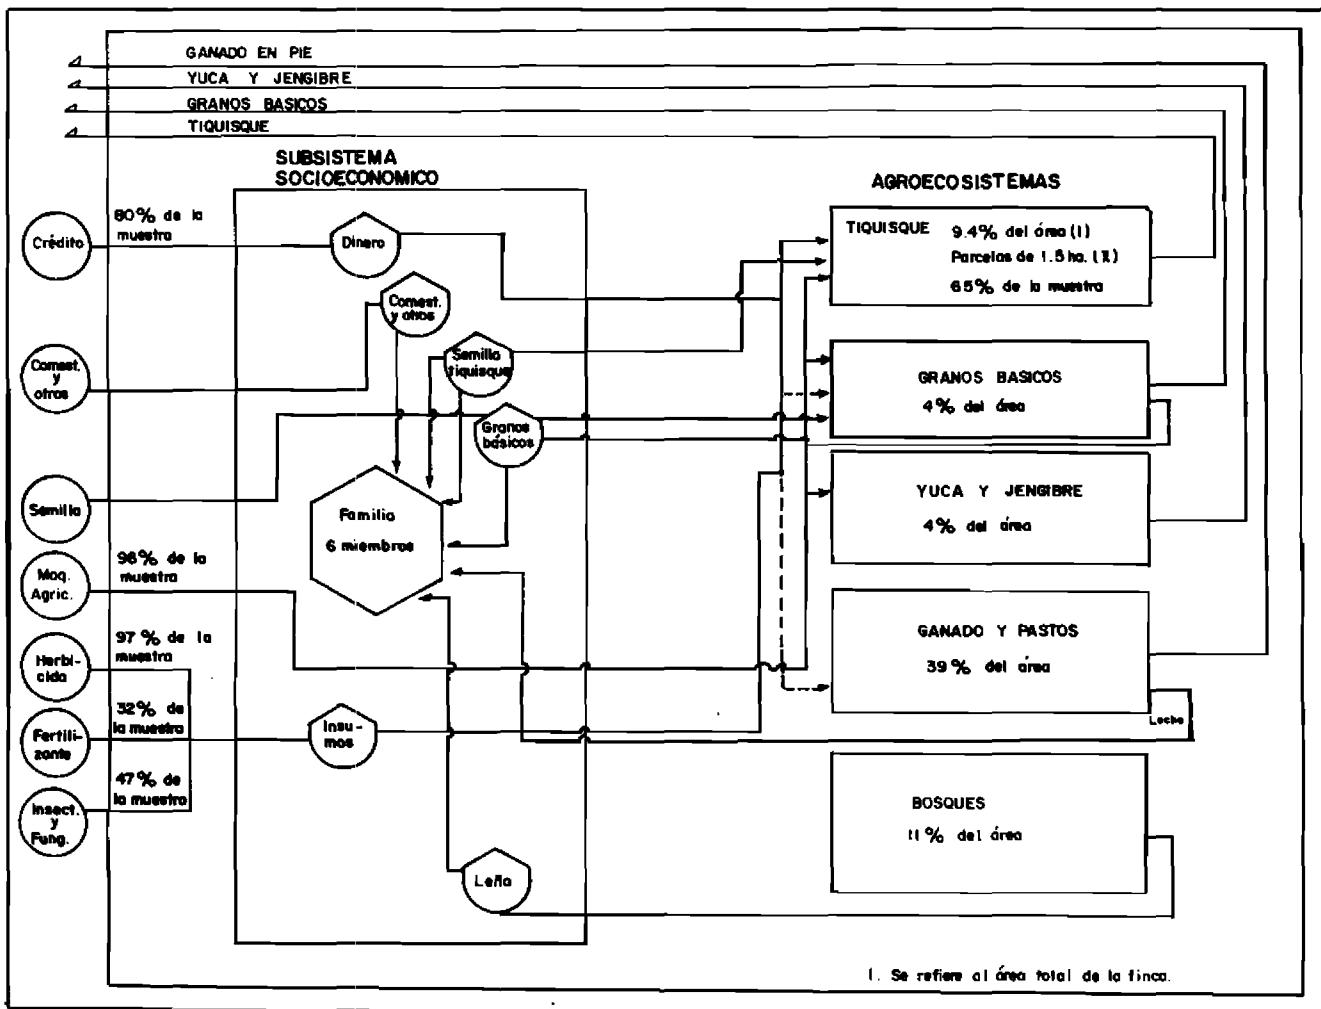 GANADO EN PIE
YUCA Y JENGIBRE
GRANOS BASICOS
TIQUISQUE
SUBSISTEMA
SOCIOECONOMICO
AGROECOSISTEMAS
Crédito
80% de la
muestra
Dinero
Comest.
y otros
Comest.
y
otros
Semilla
tiquisque
Granos
básicos
Semilla
Familia
6 miembros
Maq.
Agric.
98% de la
muestra
Herbi-
cida
97% de la
muestra
Fertili-
zante
32% de
la muestra
Insu-
mos
Insect.
y
Fung.
47% de
la muestra
Leña
TIQUISQUE 9.4% del área (1)
Parcelas de 1.5 ha. (X̄)
65% de la muestra
GRANOS BASICOS
4% del área
YUCA Y JENGIBRE
4% del área
GANADO Y PASTOS
39% del área
Leche
BOSQUES
11% del área
1. Se refiere al área total de la finca.